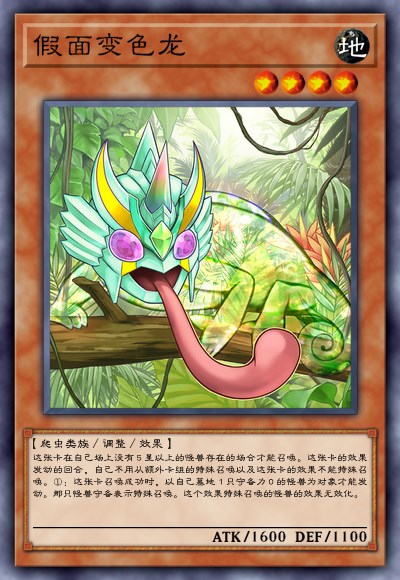 假面变色龙
地
【爬虫类族／调整／效果】
这张卡在自己场上没有５星以上的怪兽存在的场合才能召唤。这张卡的效果
发动的回合，自己不用从额外卡组的特殊召唤以及这张卡的效果不能特殊召
唤。①：这张卡召唤成功时，以自己墓地１只守备力０的怪兽为对象才能发
动。那只怪兽守备表示特殊召唤。这个效果特殊召唤的怪兽的效果无效化。
ATK/1600 DEF/1100